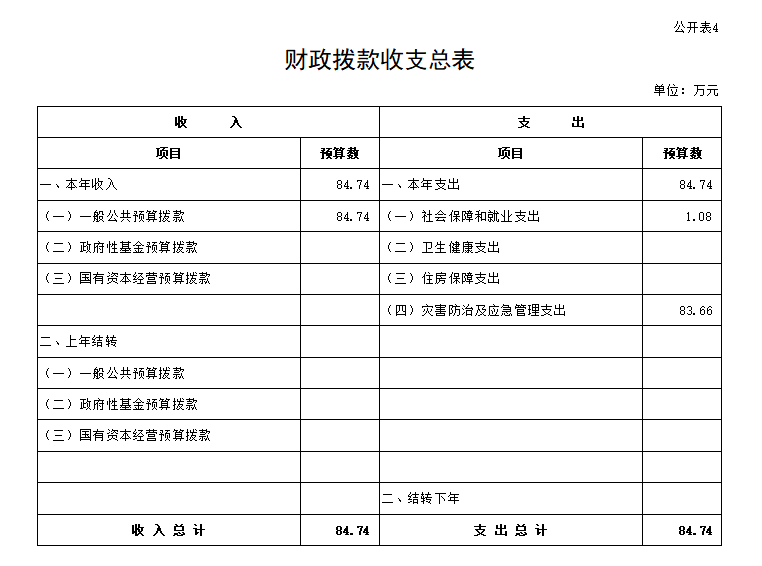 公开表4
财政拨款收支总表
单位：万元
收 入 支 出
项目 预算数 项目 预算数
一、本年收入 84.74 一、本年支出 84.74
（一）一般公共预算拨款 84.74 （一）社会保障和就业支出 1.08
（二）政府性基金预算拨款 （二）卫生健康支出
（三）国有资本经营预算拨款 （三）住房保障支出
（四）灾害防治及应急管理支出 83.66
二、上年结转
（一）一般公共预算拨款
（二）政府性基金预算拨款
（三）国有资本经营预算拨款
二、结转下年
收 入 总 计 84.74 支 出 总 计 84.74